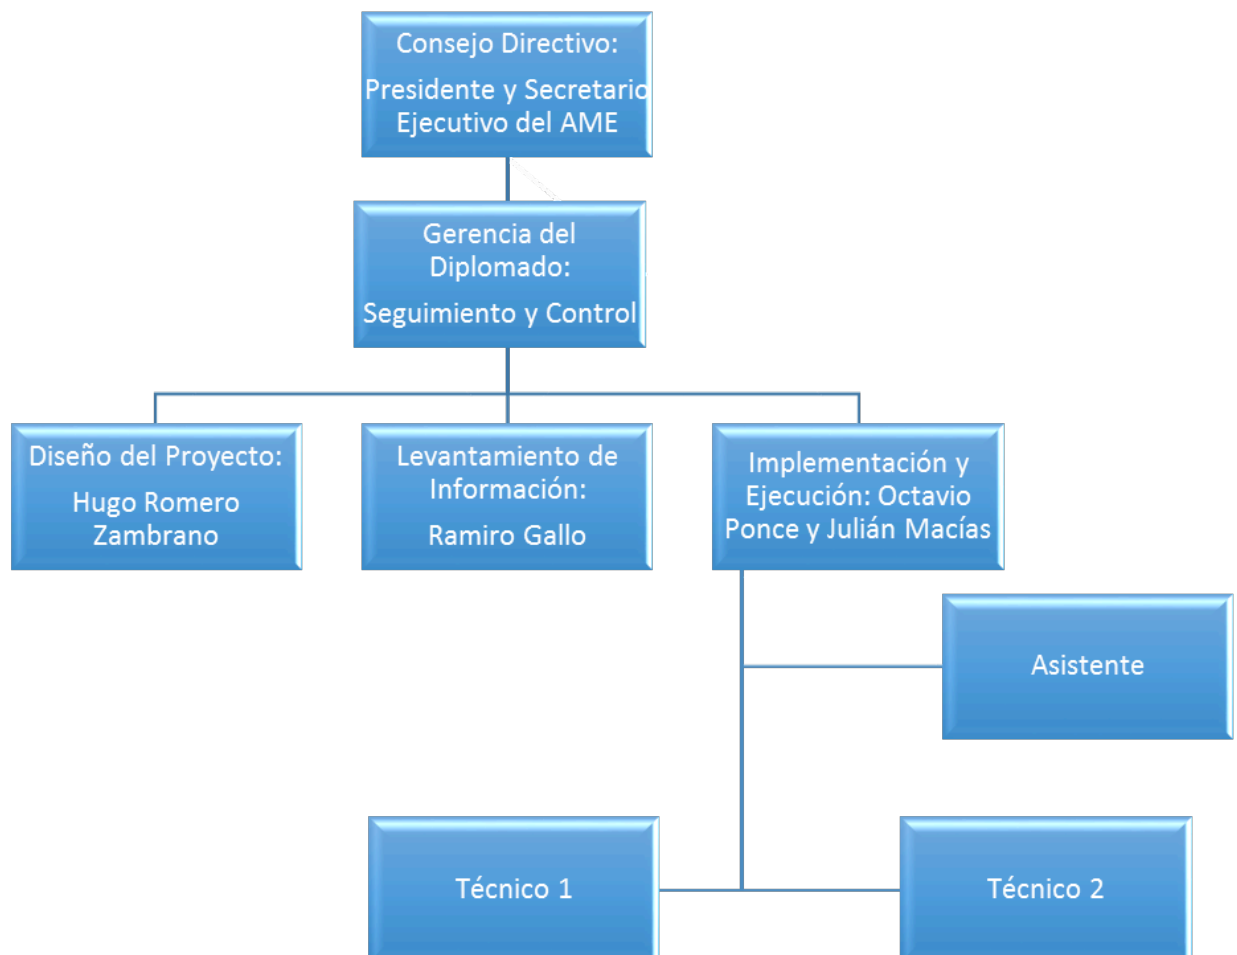 Consejo Directivo:
Presidente y Secretario
Ejecutivo del AME
Gerencia del
Diplomado:
Seguimiento y Control
Diseño del Proyecto:
Hugo Romero
Zambrano
Levantamiento de
Información:
Ramiro Gallo
Implementación y
Ejecución: Octavio
Ponce y Julián Macías
Asistente
Técnico 1
Técnico 2